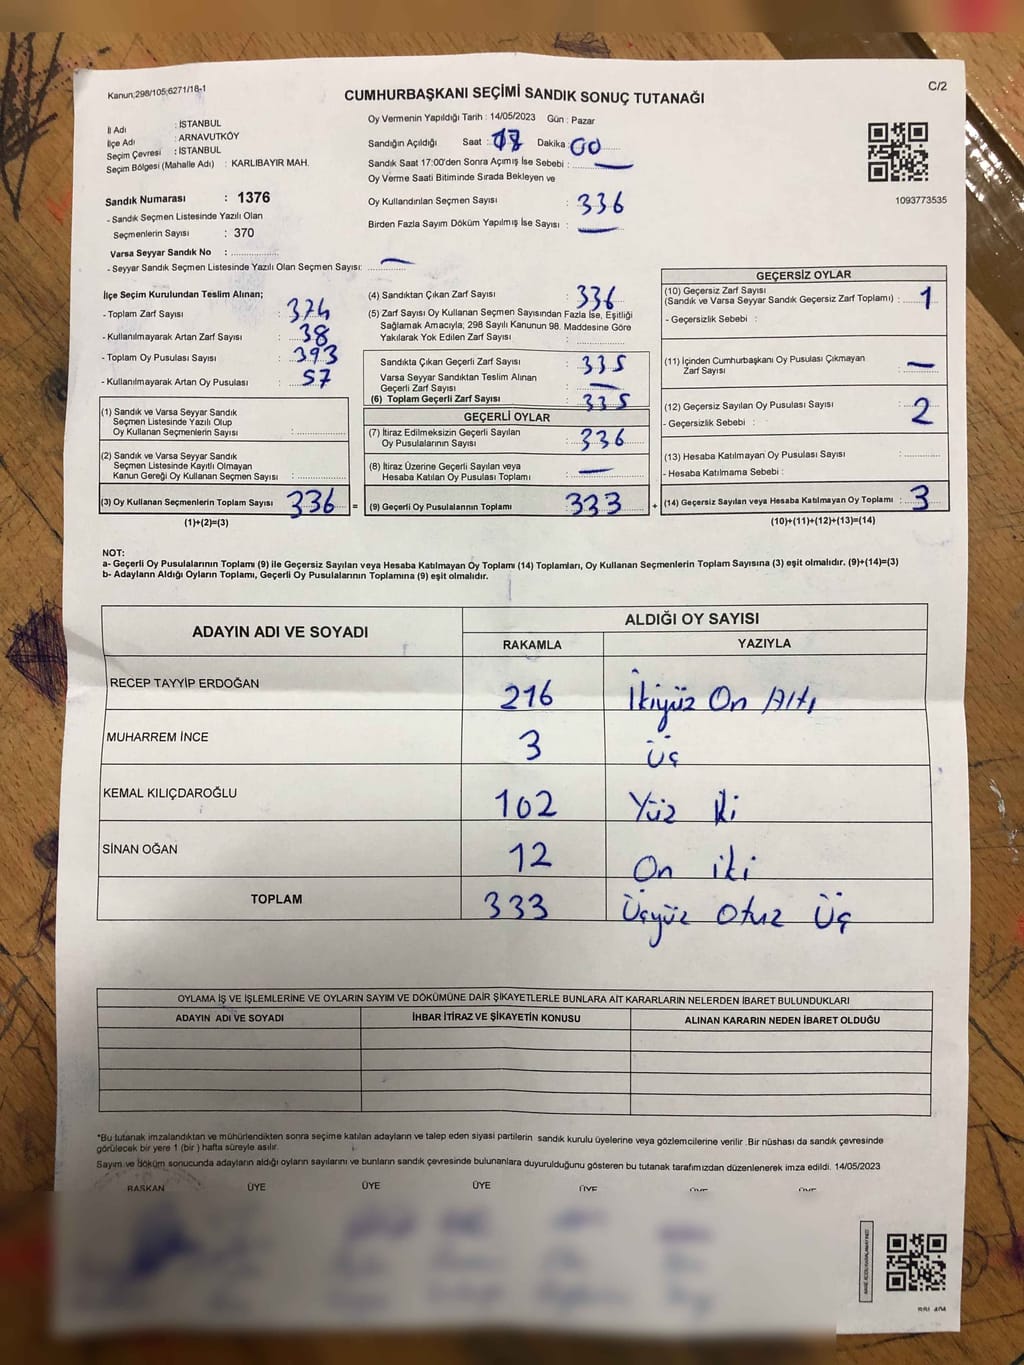 Kanun;298/105;6271/18-1
C/2
CUMHURBAŞKANI SEÇİMİ SANDIK SONUÇ TUTANAĞI
İl Adı : İSTANBUL
İlçe Adı : ARNAVUTKÖY
Seçim Çevresi : İSTANBUL
Seçim Bölgesi (Mahalle Adı) : KARLIBAYIR MAH.
Sandık Numarası : 1376
- Sandık Seçmen Listesinde Yazılı Olan
Seçmenlerin Sayısı : 370
Varsa Seyyar Sandık No :
- Seyyar Sandık Seçmen Listesinde Yazılı Olan Seçmen Sayısı: —
Oy Vermenin Yapıldığı Tarih : 14/05/2023 Gün : Pazar
Sandığın Açıldığı Saat : 17 Dakika : 00
Sandık Saat 17:00'den Sonra Açımış İse Sebebi : —
Oy Verme Saati Bitiminde Sırada Bekleyen ve
Oy Kullandırılan Seçmen Sayısı : 336
Birden Fazla Sayım Döküm Yapılmış İse Sayısı : —
1093773535
İlçe Seçim Kurulundan Teslim Alınan;
- Toplam Zarf Sayısı : 374
- Kullanılmayarak Artan Zarf Sayısı : 38
- Toplam Oy Pusulası Sayısı : 393
- Kullanılmayarak Artan Oy Pusulası : 57
(1) Sandık ve Varsa Seyyar Sandık
Seçmen Listesinde Yazılı Olup
Oy Kullanan Seçmenlerin Sayısı :
(2) Sandık ve Varsa Seyyar Sandık
Seçmen Listesinde Kayıtlı Olmayan
Kanun Gereği Oy Kullanan Seçmen Sayısı :
(3) Oy Kullanan Seçmenlerin Toplam Sayısı 336 =
(1)+(2)=(3)
(4) Sandıktan Çıkan Zarf Sayısı : 336
(5) Zarf Sayısı Oy Kullanan Seçmen Sayısından Fazla İse, Eşitliği
Sağlamak Amacıyla; 298 Sayılı Kanunun 98. Maddesine Göre
Yakılarak Yok Edilen Zarf Sayısı :
Sandıkta Çıkan Geçerli Zarf Sayısı : 335
Varsa Seyyar Sandıktan Teslim Alınan
Geçerli Zarf Sayısı : —
(6) Toplam Geçerli Zarf Sayısı : 335
GEÇERLİ OYLAR
(7) İtiraz Edilmeksizin Geçerli Sayılan
Oy Pusulalarının Sayısı : 336
(8) İtiraz Üzerine Geçerli Sayılan veya
Hesaba Katılan Oy Pusulası Toplamı : —
(9) Geçerli Oy Pusulalarının Toplamı 333 +
GEÇERSİZ OYLAR
(10) Geçersiz Zarf Sayısı
(Sandık ve Varsa Seyyar Sandık Geçersiz Zarf Toplamı) : 1
- Geçersizlik Sebebi :
(11) İçinden Cumhurbaşkanı Oy Pusulası Çıkmayan
Zarf Sayısı : —
(12) Geçersiz Sayılan Oy Pusulası Sayısı : 2
- Geçersizlik Sebebi :
(13) Hesaba Katılmayan Oy Pusulası Sayısı :
- Hesaba Katılmama Sebebi :
(14) Geçersiz Sayılan veya Hesaba Katılmayan Oy Toplamı : 3
(10)+(11)+(12)+(13)=(14)
NOT:
a- Geçerli Oy Pusulalarının Toplamı (9) ile Geçersiz Sayılan veya Hesaba Katılmayan Oy Toplamı (14) Toplamları, Oy Kullanan Seçmenlerin Toplam Sayısına (3) eşit olmalıdır. (9)+(14)=(3)
b- Adayların Aldığı Oyların Toplamı, Geçerli Oy Pusulalarının Toplamına (9) eşit olmalıdır.
ADAYIN ADI VE SOYADI
ALDIĞI OY SAYISI
RAKAMLA YAZIYLA
RECEP TAYYİP ERDOĞAN 216 İkiyüz On Altı
MUHARREM İNCE 3 Üç
KEMAL KILIÇDAROĞLU 102 Yüz İki
SİNAN OĞAN 12 On iki
TOPLAM 333 Üçyüz Otuz Üç
OYLAMA İŞ VE İŞLEMLERİNE VE OYLARIN SAYIM VE DÖKÜMÜNE DAİR ŞİKAYETLERLE BUNLARA AİT KARARLARIN NELERDEN İBARET BULUNDUKLARI
ADAYIN ADI VE SOYADI İHBAR İTİRAZ VE ŞİKAYETİN KONUSU ALINAN KARARIN NEDEN İBARET OLDUĞU
*Bu tutanak imzalandıktan ve mühürlendikten sonra seçime katılan adayların ve talep eden siyasi partilerin sandık kurulu üyelerine veya gözlemcilerine verilir .Bir nüshası da sandık çevresinde
görülecek bir yere 1 (bir ) hafta süreyle asılır.
Sayım ve döküm sonucunda adayların aldığı oyların sayılarını ve bunların sandık çevresinde bulunanlara duyurulduğunu gösteren bu tutanak tarafımızdan düzenlenerek imza edildi. 14/05/2023
BAŞKAN ÜYE ÜYE ÜYE ÜYE